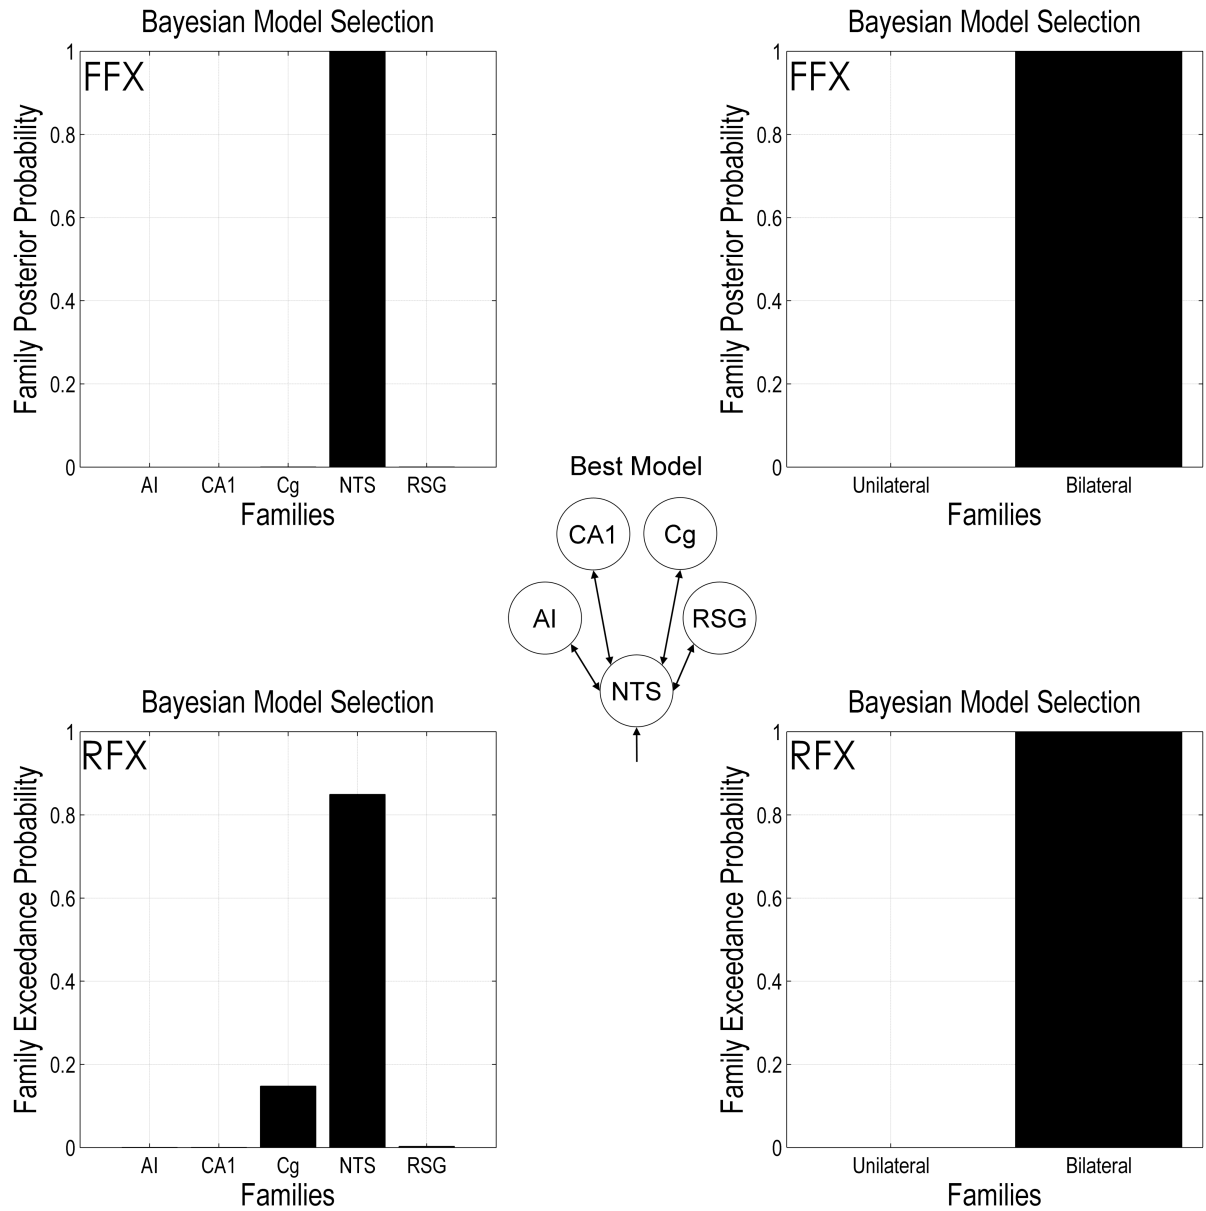 Bayesian Model Selection
FFX
Family Posterior Probability
1
0.8
0.6
0.4
0.2
0
AI CA1 Cg NTS RSG
Families
Bayesian Model Selection
FFX
Family Posterior Probability
1
0.8
0.6
0.4
0.2
0
Unilateral Bilateral
Families
Best Model
CA1 Cg
AI RSG
NTS
Bayesian Model Selection
RFX
Family Exceedance Probability
1
0.8
0.6
0.4
0.2
0
AI CA1 Cg NTS RSG
Families
Bayesian Model Selection
RFX
Family Exceedance Probability
1
0.8
0.6
0.4
0.2
0
Unilateral Bilateral
Families